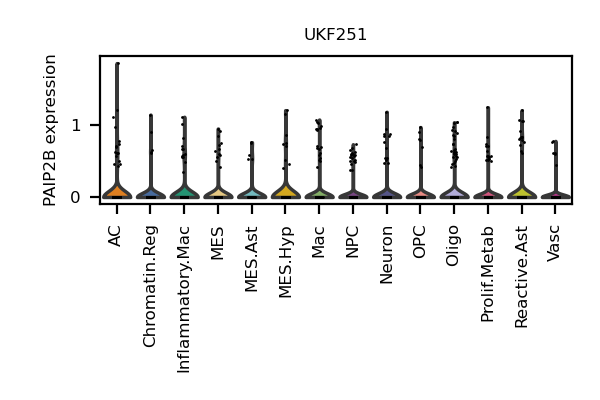 UKF251
PAIP2B expression
1
0
AC
Chromatin.Reg
Inflammatory.Mac
MES
MES.Ast
MES.Hyp
Mac
NPC
Neuron
OPC
Oligo
Prolif.Metab
Reactive.Ast
Vasc